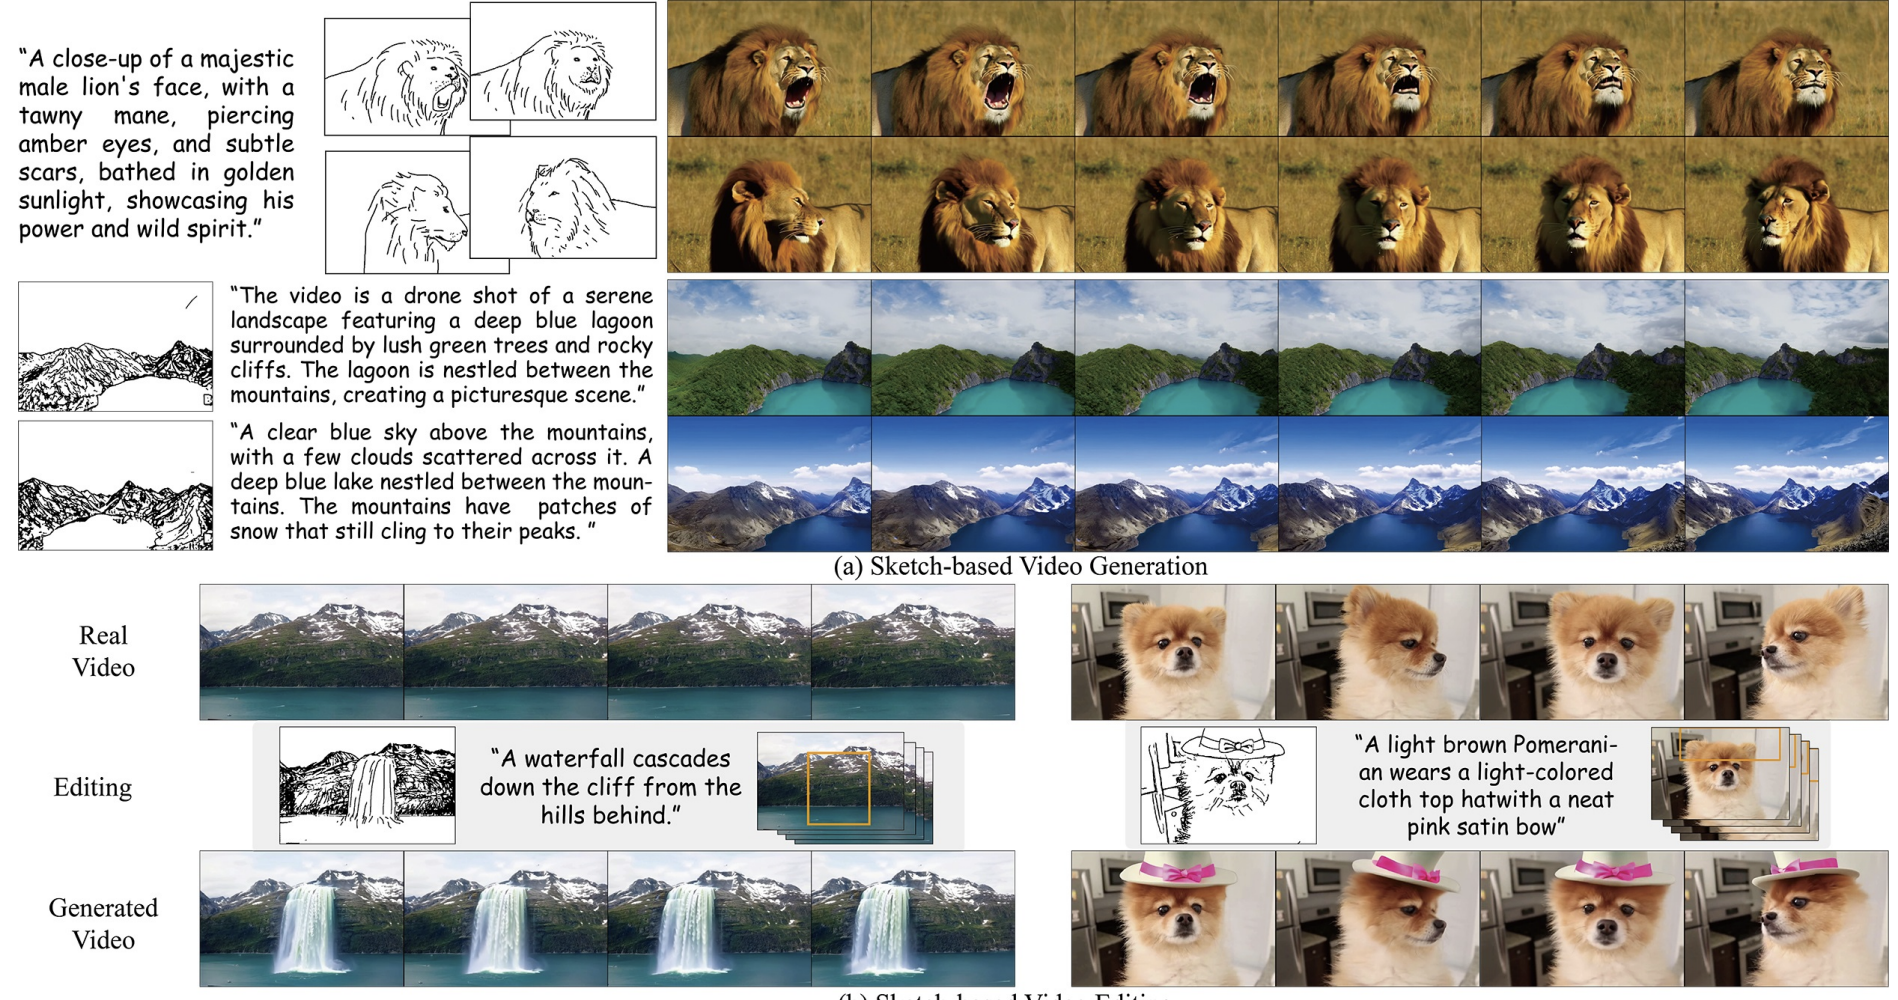 “A close-up of a majestic
male lion's face, with a
tawny mane, piercing
amber eyes, and subtle
scars, bathed in golden
sunlight, showcasing his
power and wild spirit.”
“The video is a drone shot of a serene
landscape featuring a deep blue lagoon
surrounded by lush green trees and rocky
cliffs. The lagoon is nestled between the
mountains, creating a picturesque scene.”
“A clear blue sky above the mountains,
with a few clouds scattered across it. A
deep blue lake nestled between the moun-
tains. The mountains have patches of
snow that still cling to their peaks. ”
(a) Sketch-based Video Generation
Real
Video
Editing
“A waterfall cascades
down the cliff from the
hills behind.”
“A light brown Pomerani-
an wears a light-colored
cloth top hatwith a neat
pink satin bow”
Generated
Video
(b) Sketch-based Video Editing